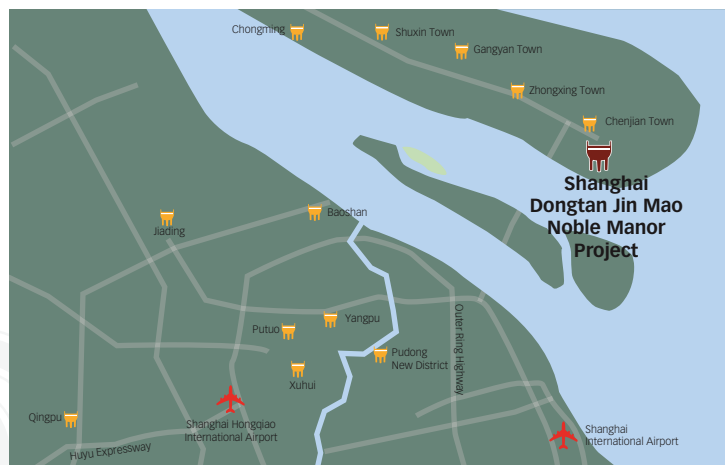 Chongming
Shuxin Town
Gangyan Town
Zhongxing Town
Chenjian Town
Shanghai
Dongtan Jin Mao
Noble Manor
Project
Baoshan
Jiading
Yangpu
Putuo
Outer Ring Highway
Pudong
New District
Xuhui
Qingpu
Shanghai Hongqiao
International Airport
Shanghai
International Airport
Huyu Expressway